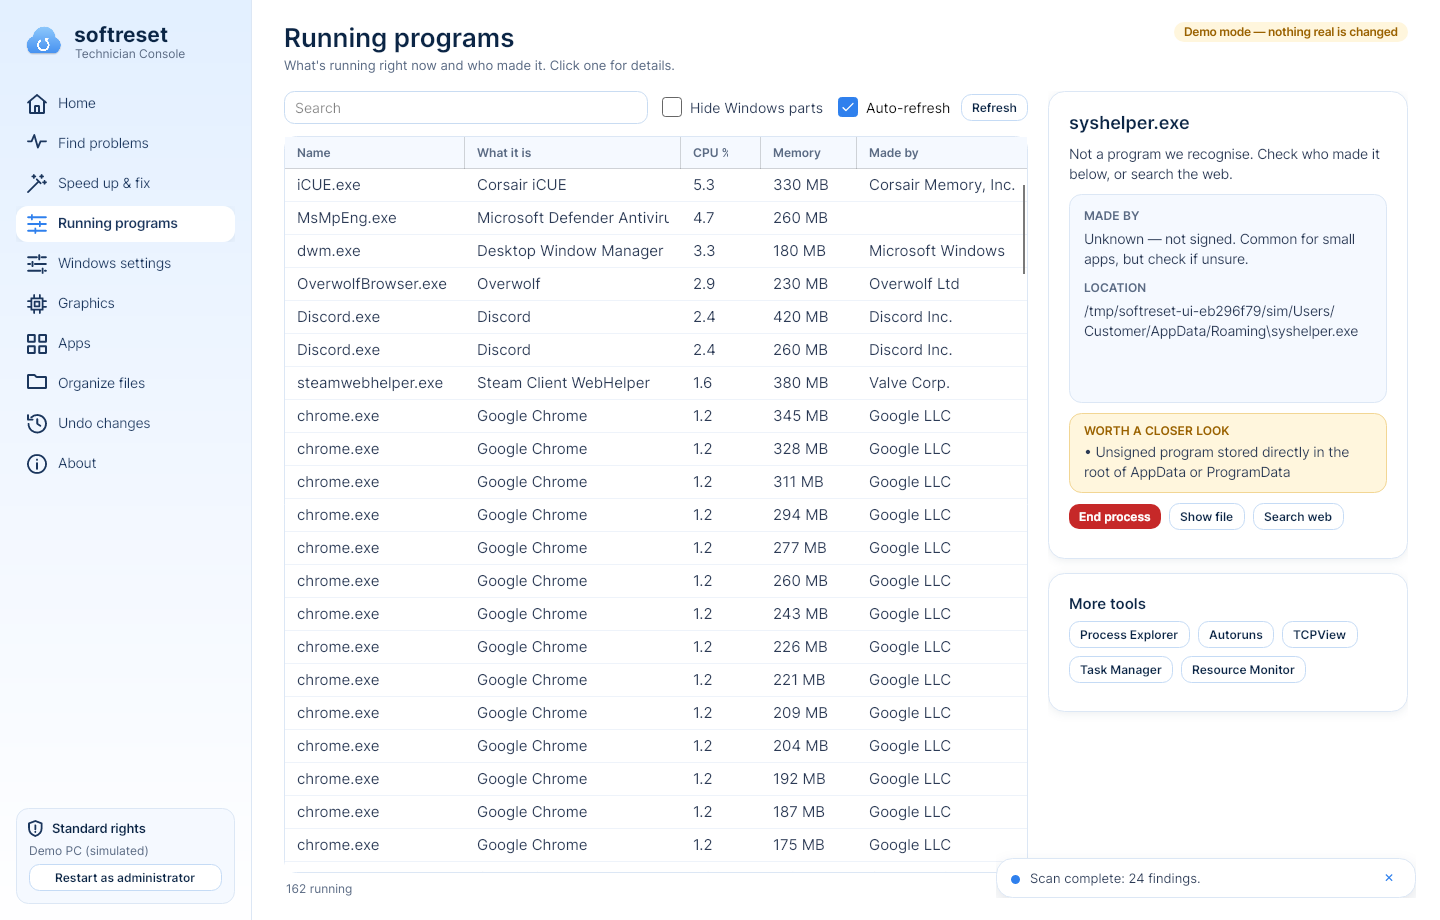 softreset
Technician Console
Home
Find problems
Speed up & fix
Running programs
Windows settings
Graphics
Apps
Organize files
Undo changes
About
Standard rights
Demo PC (simulated)
Restart as administrator
Running programs
What's running right now and who made it. Click one for details.
Demo mode — nothing real is changed
Search
Hide Windows parts
Auto-refresh
Refresh
Name What it is CPU % Memory Made by
iCUE.exe Corsair iCUE 5.3 330 MB Corsair Memory, Inc.
MsMpEng.exe Microsoft Defender Antiviru 4.7 260 MB
dwm.exe Desktop Window Manager 3.3 180 MB Microsoft Windows
OverwolfBrowser.exe Overwolf 2.9 230 MB Overwolf Ltd
Discord.exe Discord 2.4 420 MB Discord Inc.
Discord.exe Discord 2.4 260 MB Discord Inc.
steamwebhelper.exe Steam Client WebHelper 1.6 380 MB Valve Corp.
chrome.exe Google Chrome 1.2 345 MB Google LLC
chrome.exe Google Chrome 1.2 328 MB Google LLC
chrome.exe Google Chrome 1.2 311 MB Google LLC
chrome.exe Google Chrome 1.2 294 MB Google LLC
chrome.exe Google Chrome 1.2 277 MB Google LLC
chrome.exe Google Chrome 1.2 260 MB Google LLC
chrome.exe Google Chrome 1.2 243 MB Google LLC
chrome.exe Google Chrome 1.2 226 MB Google LLC
chrome.exe Google Chrome 1.2 221 MB Google LLC
chrome.exe Google Chrome 1.2 209 MB Google LLC
chrome.exe Google Chrome 1.2 204 MB Google LLC
chrome.exe Google Chrome 1.2 192 MB Google LLC
chrome.exe Google Chrome 1.2 187 MB Google LLC
chrome.exe Google Chrome 1.2 175 MB Google LLC
162 running
syshelper.exe
Not a program we recognise. Check who made it
below, or search the web.
MADE BY
Unknown — not signed. Common for small
apps, but check if unsure.
LOCATION
/tmp/softreset-ui-eb296f79/sim/Users/
Customer/AppData/Roaming\syshelper.exe
WORTH A CLOSER LOOK
• Unsigned program stored directly in the
root of AppData or ProgramData
End process
Show file
Search web
More tools
Process Explorer
Autoruns
TCPView
Task Manager
Resource Monitor
Scan complete: 24 findings.